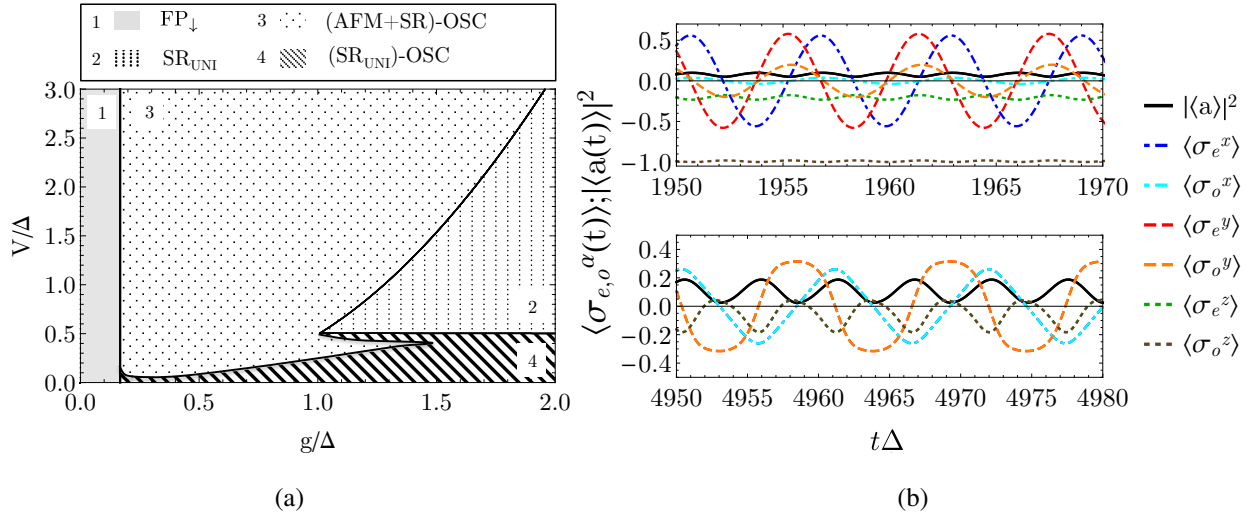 1 FP↓ 3 (AFM+SR)-OSC
2 SR_UNI 4 (SR_UNI)-OSC
3.0
2.5
2.0
1.5
1.0
0.5
0.0
V/Δ
1 3
2
4
0.0 0.5 1.0 1.5 2.0
g/Δ
(a)
⟨σ_{e,o}^α(t)⟩;|⟨a(t)⟩|^2
0.5
0.0
−0.5
−1.0
1950 1955 1960 1965 1970
0.4
0.2
0.0
−0.2
−0.4
4950 4955 4960 4965 4970 4975 4980
tΔ
|⟨a⟩|^2
⟨σ_e^x⟩
⟨σ_o^x⟩
⟨σ_e^y⟩
⟨σ_o^y⟩
⟨σ_e^z⟩
⟨σ_o^z⟩
(b)